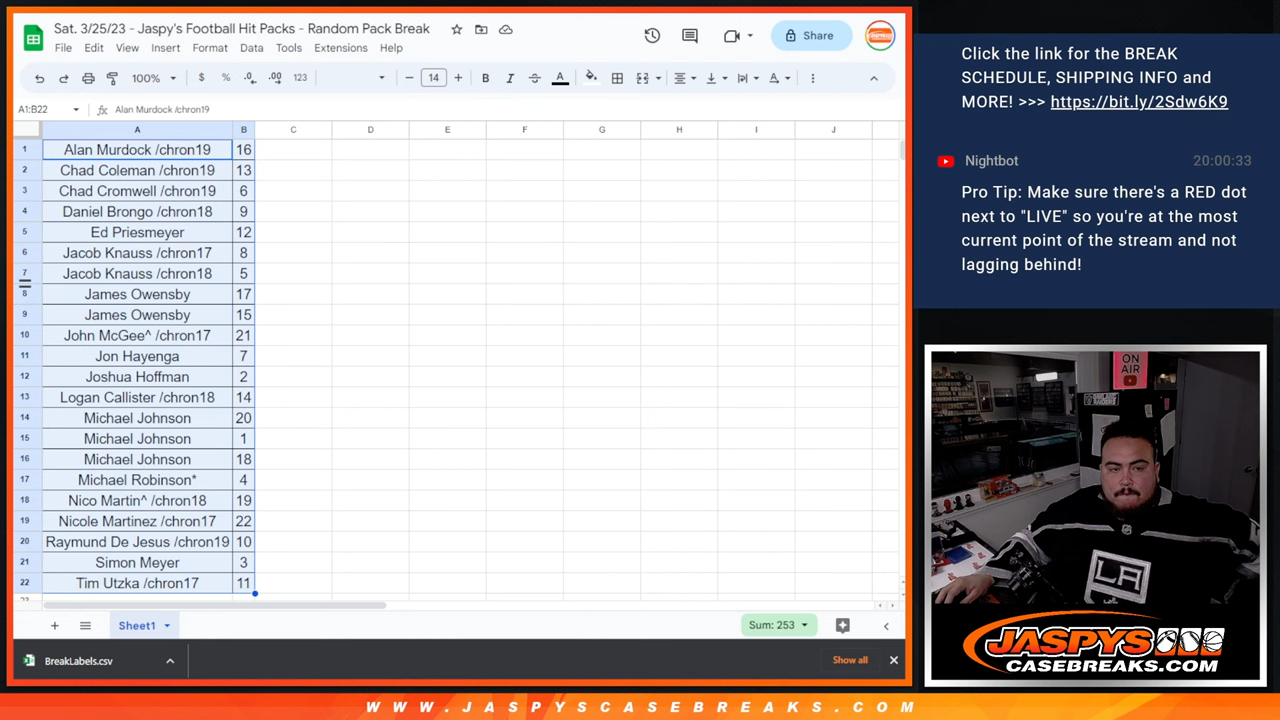 Sat. 3/25/23 - Jaspy's Football Hit Packs - Random Pack Break
File Edit View Insert Format Data Tools Extensions Help
Share
100% $ % .0 .00 123 14 B I A
A1:B22 fx Alan Murdock /chron19
A B C D E F G H I J
1 Alan Murdock /chron19 16
2 Chad Coleman /chron19 13
3 Chad Cromwell /chron19 6
4 Daniel Brongo /chron18 9
5 Ed Priesmeyer 12
6 Jacob Knauss /chron17 8
7 Jacob Knauss /chron18 5
8 James Owensby 17
9 James Owensby 15
10 John McGee^ /chron17 21
11 Jon Hayenga 7
12 Joshua Hoffman 2
13 Logan Callister /chron18 14
14 Michael Johnson 20
15 Michael Johnson 1
16 Michael Johnson 18
17 Michael Robinson* 4
18 Nico Martin^ /chron18 19
19 Nicole Martinez /chron17 22
20 Raymund De Jesus /chron19 10
21 Simon Meyer 3
22 Tim Utzka /chron17 11
Sheet1
Sum: 253
BreakLabels.csv
Show all
Click the link for the BREAK
SCHEDULE, SHIPPING INFO and
MORE! >>> https://bit.ly/2Sdw6K9
Nightbot 20:00:33
Pro Tip: Make sure there's a RED dot
next to "LIVE" so you're at the most
current point of the stream and not
lagging behind!
ON
AIR
LA
JASPYS
CASEBREAKS.COM
WWW.JASPYSCASEBREAKS.COM